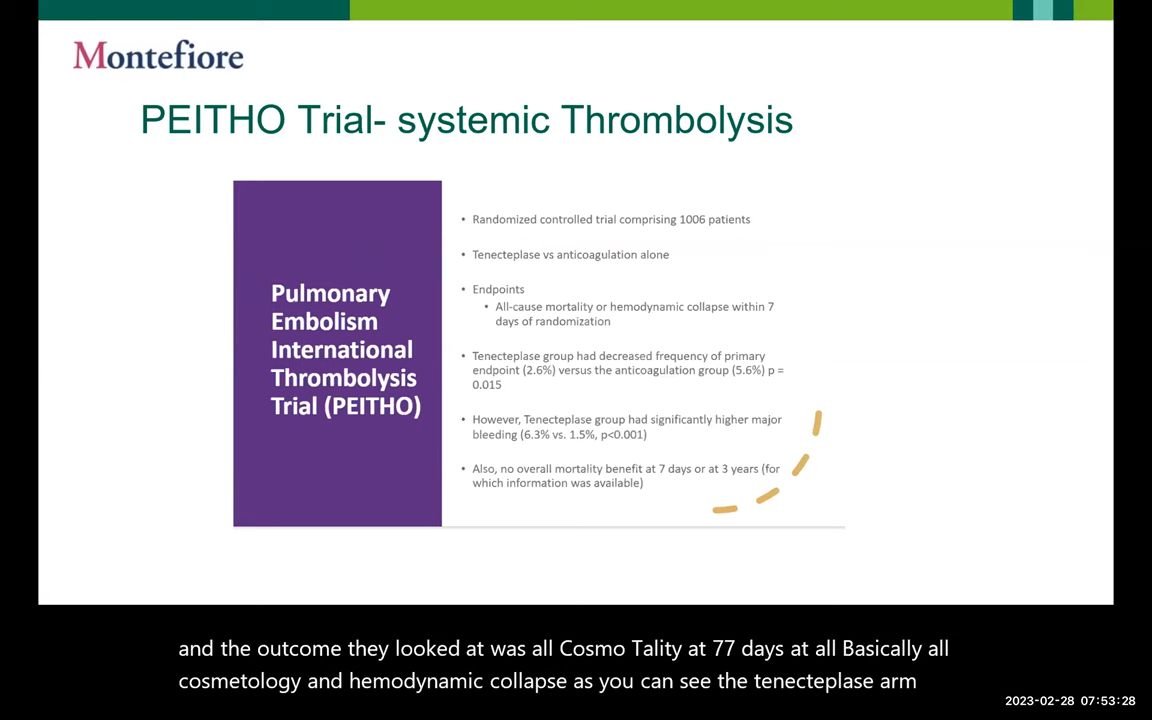 Montefiore
PEITHO Trial- systemic Thrombolysis
Pulmonary
Embolism
International
Thrombolysis
Trial (PEITHO)
• Randomized controlled trial comprising 1006 patients
• Tenecteplase vs anticoagulation alone
• Endpoints
• All-cause mortality or hemodynamic collapse within 7
days of randomization
• Tenecteplase group had decreased frequency of primary
endpoint (2.6%) versus the anticoagulation group (5.6%) p =
0.015
• However, Tenecteplase group had significantly higher major
bleeding (6.3% vs. 1.5%, p<0.001)
• Also, no overall mortality benefit at 7 days or at 3 years (for
which information was available)
and the outcome they looked at was all Cosmo Tality at 77 days at all Basically all
cosmetology and hemodynamic collapse as you can see the tenecteplase arm
2023-02-28 07:53:28